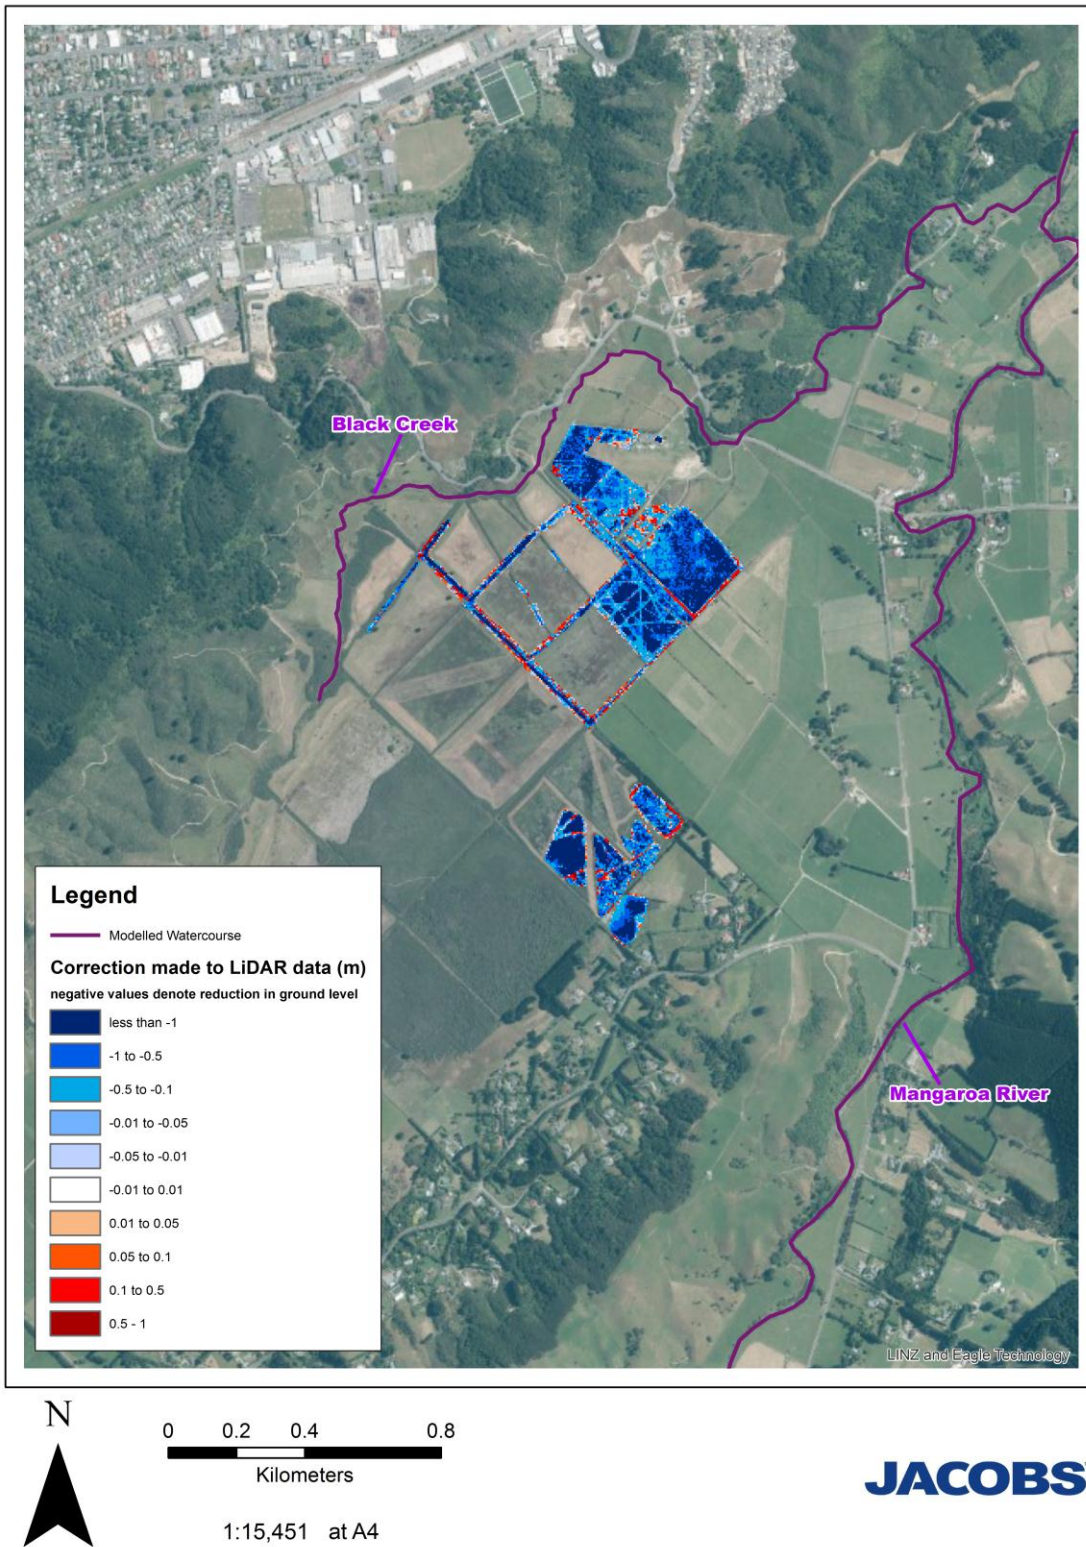 Black Creek
Mangaroa River
Legend
Modelled Watercourse
Correction made to LiDAR data (m)
negative values denote reduction in ground level
less than -1
-1 to -0.5
-0.5 to -0.1
-0.01 to -0.05
-0.05 to -0.01
-0.01 to 0.01
0.01 to 0.05
0.05 to 0.1
0.1 to 0.5
0.5 - 1
LINZ and Eagle Technology
N
0 0.2 0.4 0.8
Kilometers
1:15,451 at A4
JACOBS